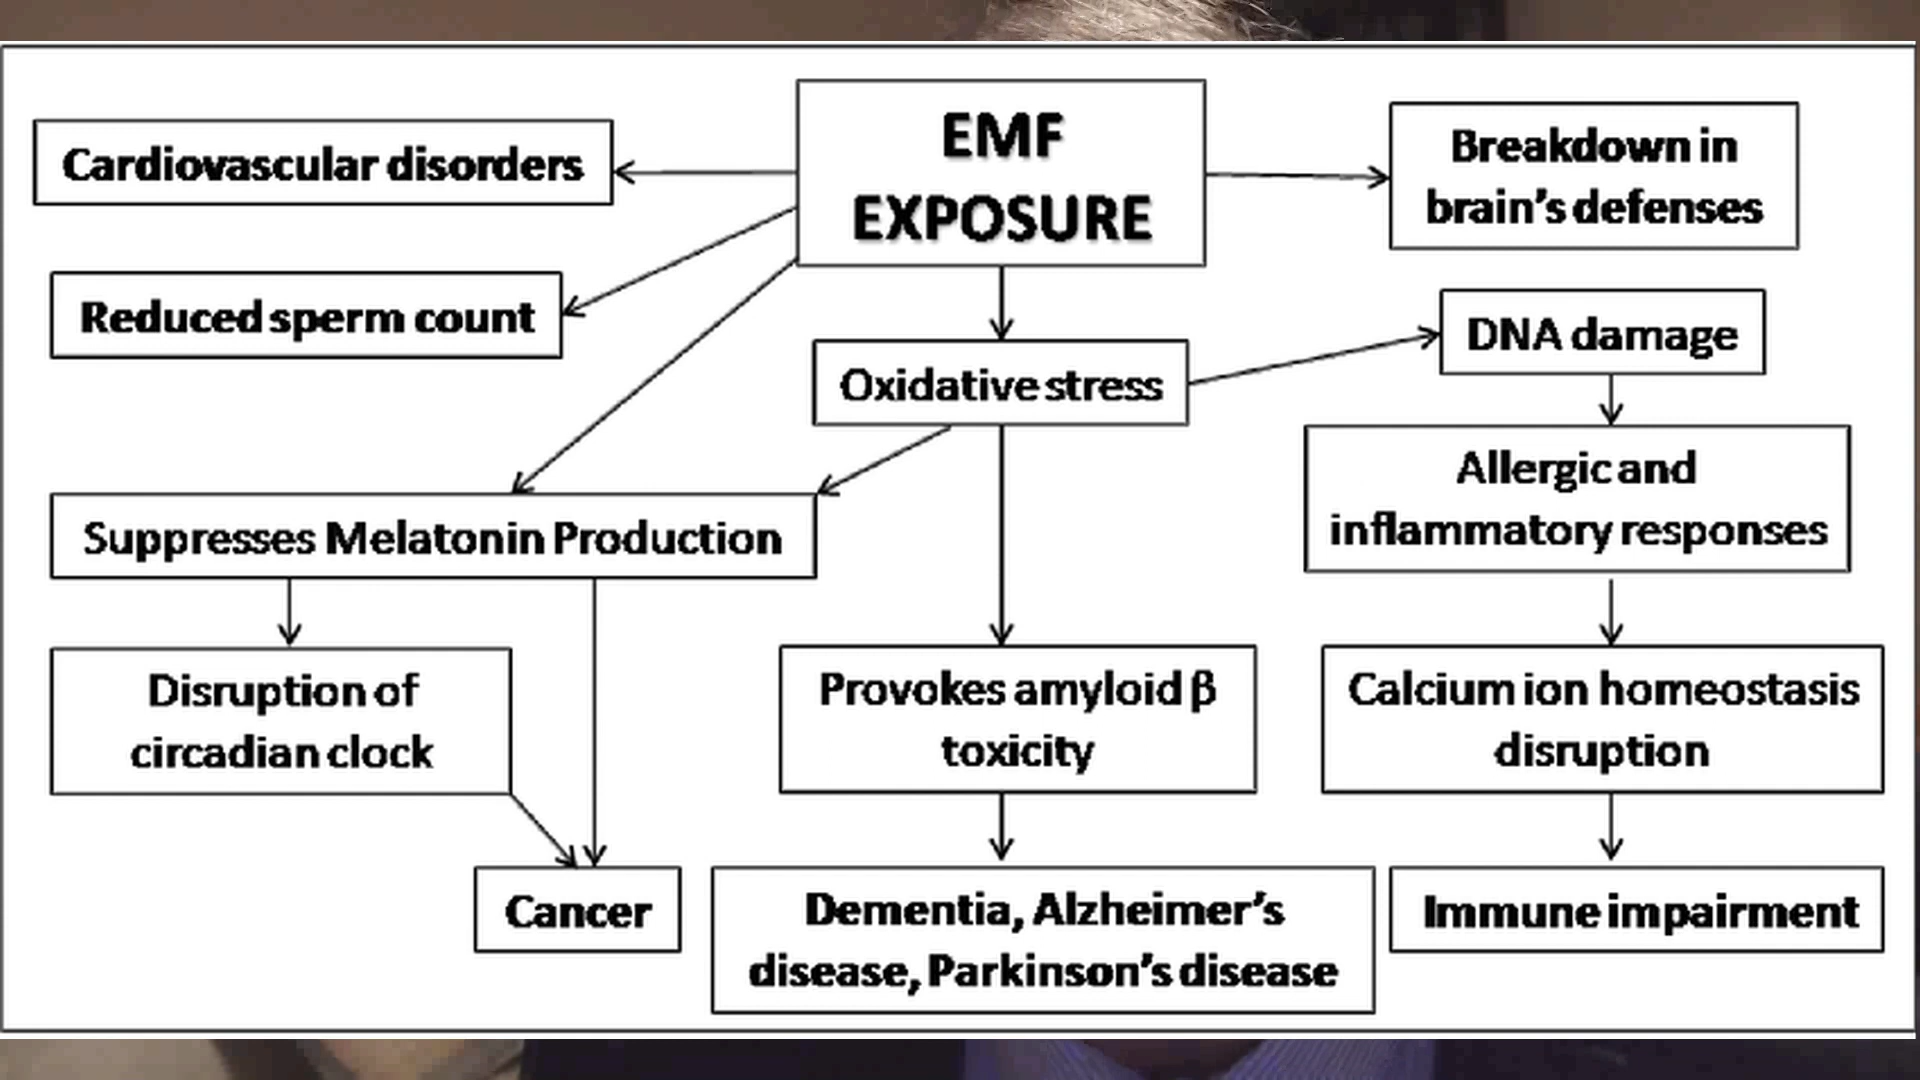 EMF
EXPOSURE
Cardiovascular disorders
Breakdown in
brain's defenses
Reduced sperm count
DNA damage
Oxidative stress
Allergic and
inflammatory responses
Suppresses Melatonin Production
Disruption of
circadian clock
Provokes amyloid β
toxicity
Calcium ion homeostasis
disruption
Cancer
Dementia, Alzheimer's
disease, Parkinson's disease
Immune impairment